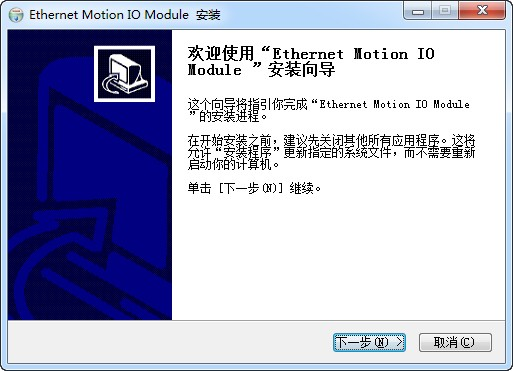 Ethernet Motion IO Module 安装
欢迎使用“Ethernet Motion IO
Module ”安装向导
这个向导将指引你完成“Ethernet Motion IO Module
”的安装进程。
在开始安装之前，建议先关闭其他所有应用程序。这将
允许“安装程序”更新指定的系统文件，而不需要重新
启动你的计算机。
单击 [下一步(N)] 继续。
下一步(N) >
取消(C)